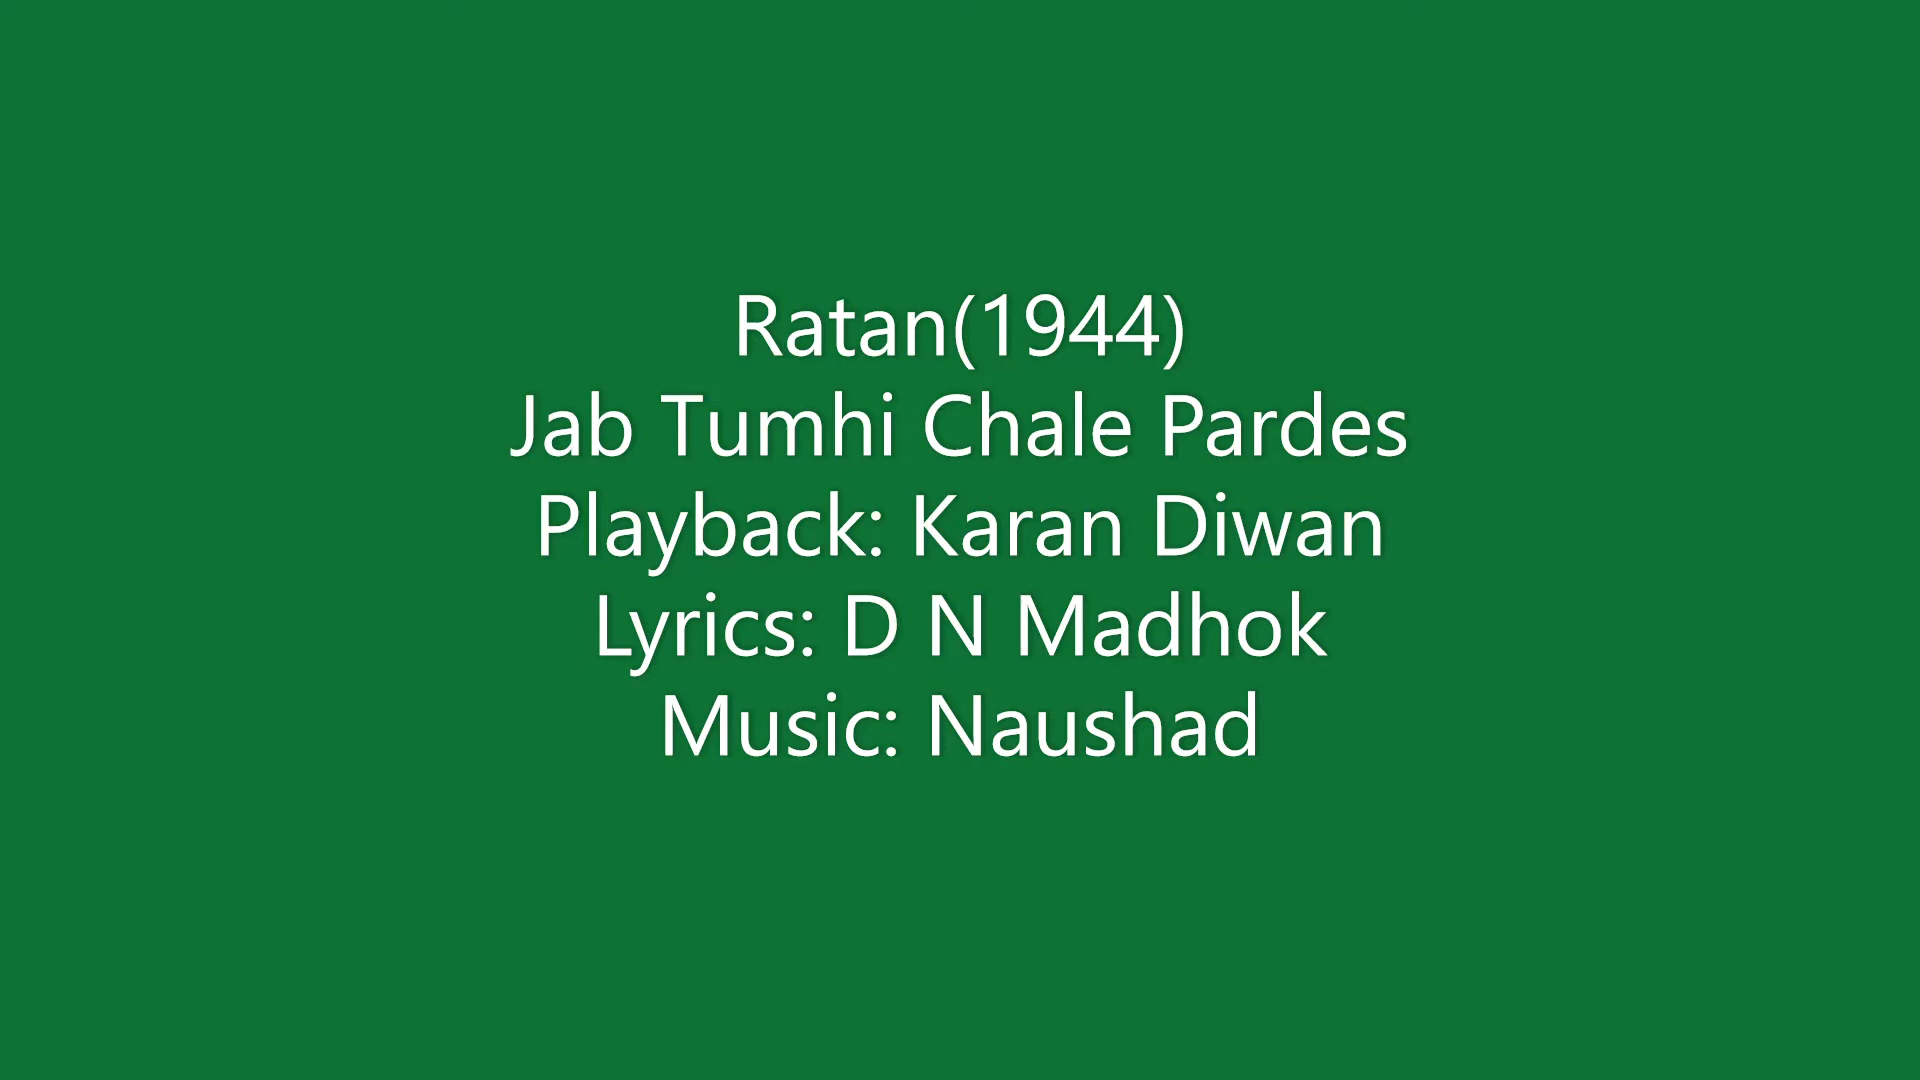 Ratan(1944)
Jab Tumhi Chale Pardes
Playback: Karan Diwan
Lyrics: D N Madhok
Music: Naushad